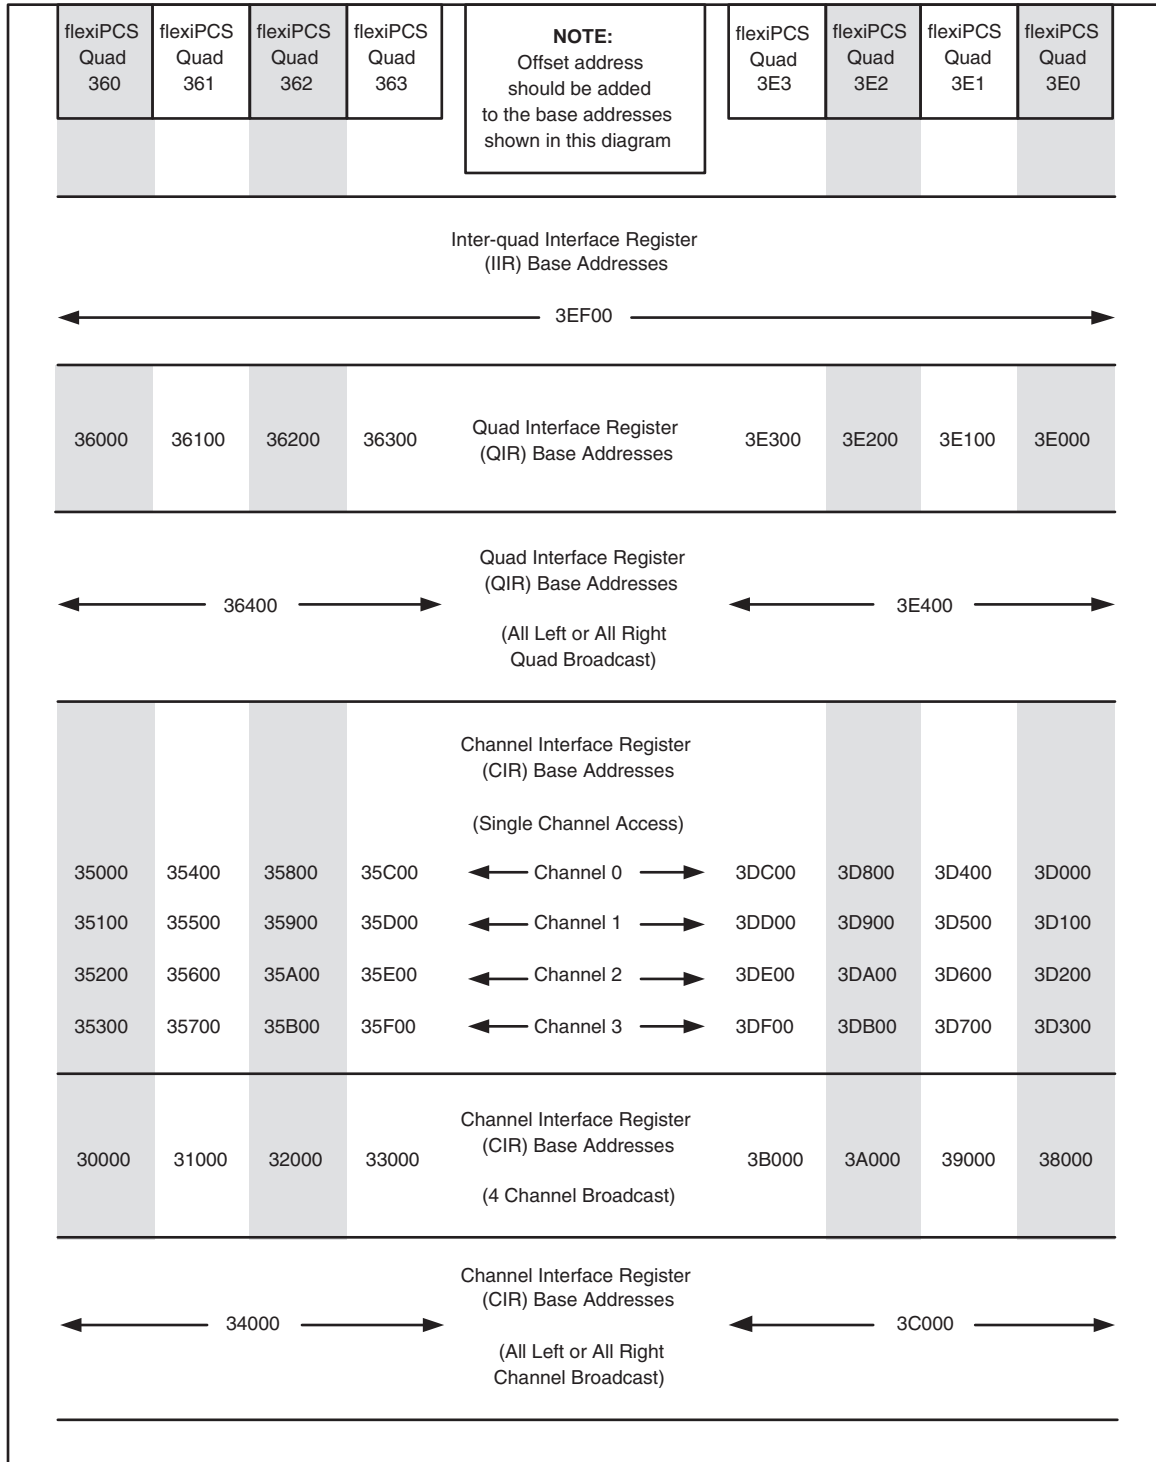 flexiPCS Quad 360
flexiPCS Quad 361
flexiPCS Quad 362
flexiPCS Quad 363
NOTE:
Offset address
should be added
to the base addresses
shown in this diagram
flexiPCS Quad 3E3
flexiPCS Quad 3E2
flexiPCS Quad 3E1
flexiPCS Quad 3E0
Inter-quad Interface Register
(IIR) Base Addresses
3EF00
36000 36100 36200 36300
Quad Interface Register
(QIR) Base Addresses
3E300 3E200 3E100 3E000
Quad Interface Register
(QIR) Base Addresses
36400 3E400
(All Left or All Right
Quad Broadcast)
Channel Interface Register
(CIR) Base Addresses
(Single Channel Access)
35000 35400 35800 35C00 Channel 0 3DC00 3D800 3D400 3D000
35100 35500 35900 35D00 Channel 1 3DD00 3D900 3D500 3D100
35200 35600 35A00 35E00 Channel 2 3DE00 3DA00 3D600 3D200
35300 35700 35B00 35F00 Channel 3 3DF00 3DB00 3D700 3D300
Channel Interface Register
(CIR) Base Addresses
30000 31000 32000 33000 3B000 3A000 39000 38000
(4 Channel Broadcast)
Channel Interface Register
(CIR) Base Addresses
34000 3C000
(All Left or All Right
Channel Broadcast)